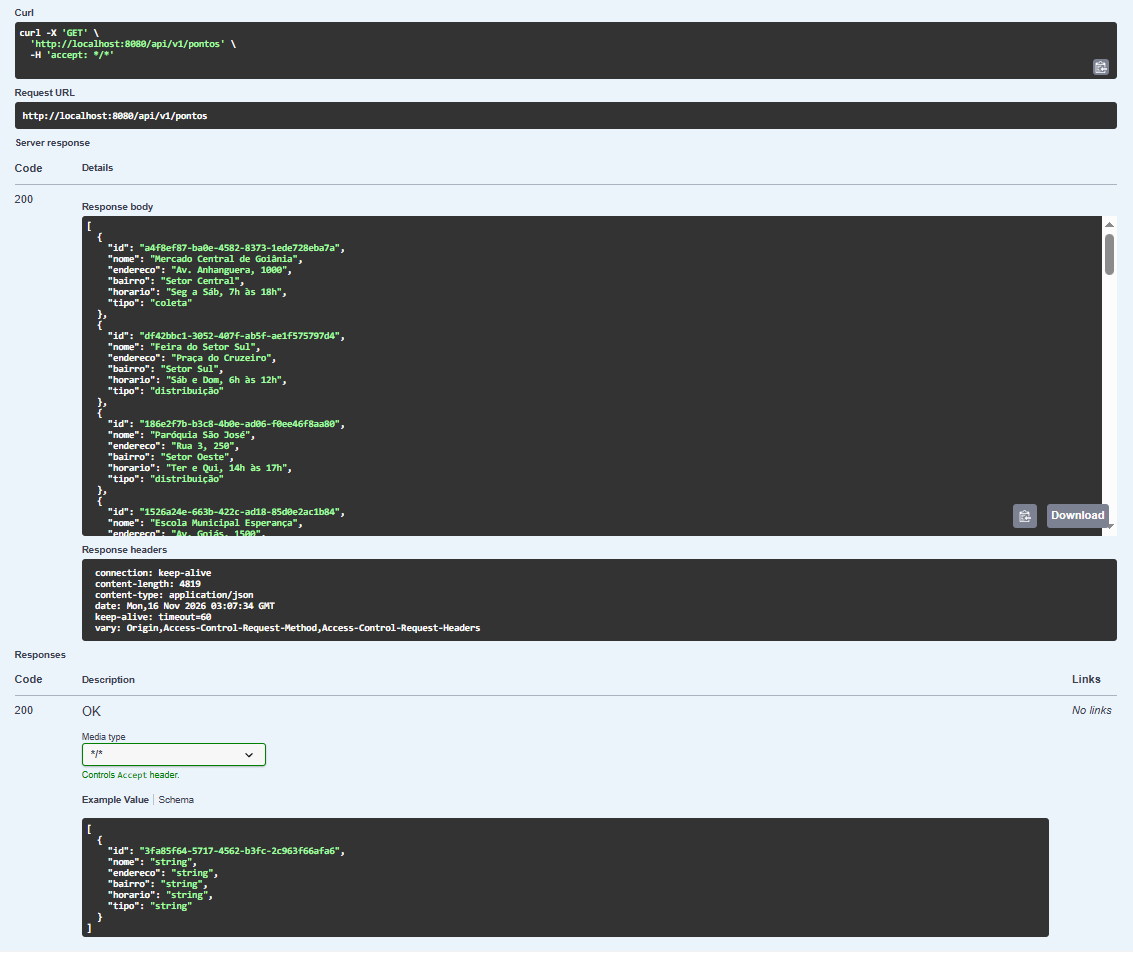 Curl
curl -X 'GET' \
  'http://localhost:8080/api/v1/pontos' \
  -H 'accept: */*'
Request URL
http://localhost:8080/api/v1/pontos
Server response
Code Details
200
Response body
[
  {
    "id": "a4f8ef87-ba0e-4582-8373-1ede728eba7a",
    "nome": "Mercado Central de Goiânia",
    "endereco": "Av. Anhanguera, 1000",
    "bairro": "Setor Central",
    "horario": "Seg a Sáb, 7h às 18h",
    "tipo": "coleta"
  },
  {
    "id": "df42bbc1-3052-407f-ab5f-ae1f575797d4",
    "nome": "Feira do Setor Sul",
    "endereco": "Praça do Cruzeiro",
    "bairro": "Setor Sul",
    "horario": "Sáb e Dom, 6h às 12h",
    "tipo": "distribuição"
  },
  {
    "id": "186e2f7b-b3c8-4b0e-ad06-f0ee46f8aa80",
    "nome": "Paróquia São José",
    "endereco": "Rua 3, 250",
    "bairro": "Setor Oeste",
    "horario": "Ter e Qui, 14h às 17h",
    "tipo": "distribuição"
  },
  {
    "id": "1526a24e-663b-422c-ad18-85d0e2ac1b84",
    "nome": "Escola Municipal Esperança",
    "endereco": "Av. Goiás, 1500",
Download
Response headers
connection: keep-alive
content-length: 4819
content-type: application/json
date: Mon,16 Nov 2026 03:07:34 GMT
keep-alive: timeout=60
vary: Origin,Access-Control-Request-Method,Access-Control-Request-Headers
Responses
Code Description Links
200 OK No links
Media type
*/*
Controls Accept header.
Example Value Schema
[
  {
    "id": "3fa85f64-5717-4562-b3fc-2c963f66afa6",
    "nome": "string",
    "endereco": "string",
    "bairro": "string",
    "horario": "string",
    "tipo": "string"
  }
]